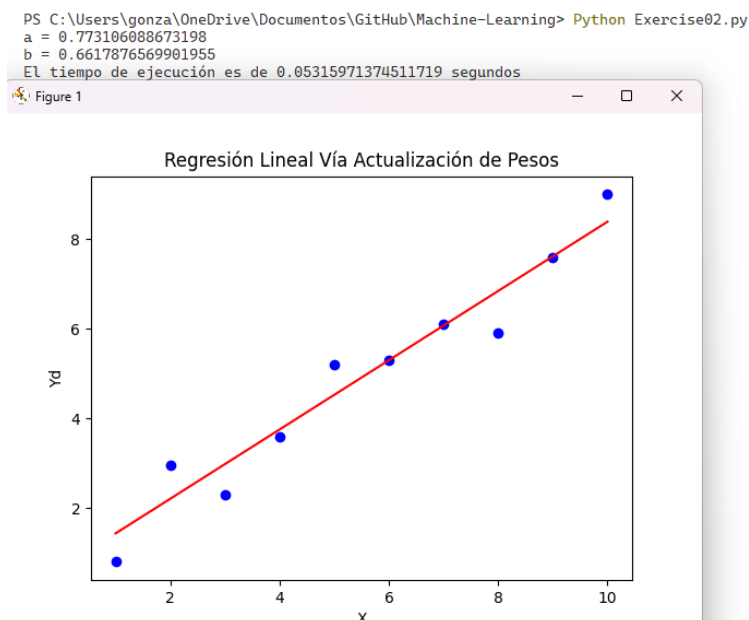 PS C:\Users\gonza\OneDrive\Documentos\GitHub\Machine-Learning> Python Exercise02.py
a = 0.773106088673198
b = 0.6617876569901955
El tiempo de ejecución es de 0.05315971374511719 segundos
Figure 1
Regresión Lineal Vía Actualización de Pesos
8
6
4
2
Yd
2 4 6 8 10
X